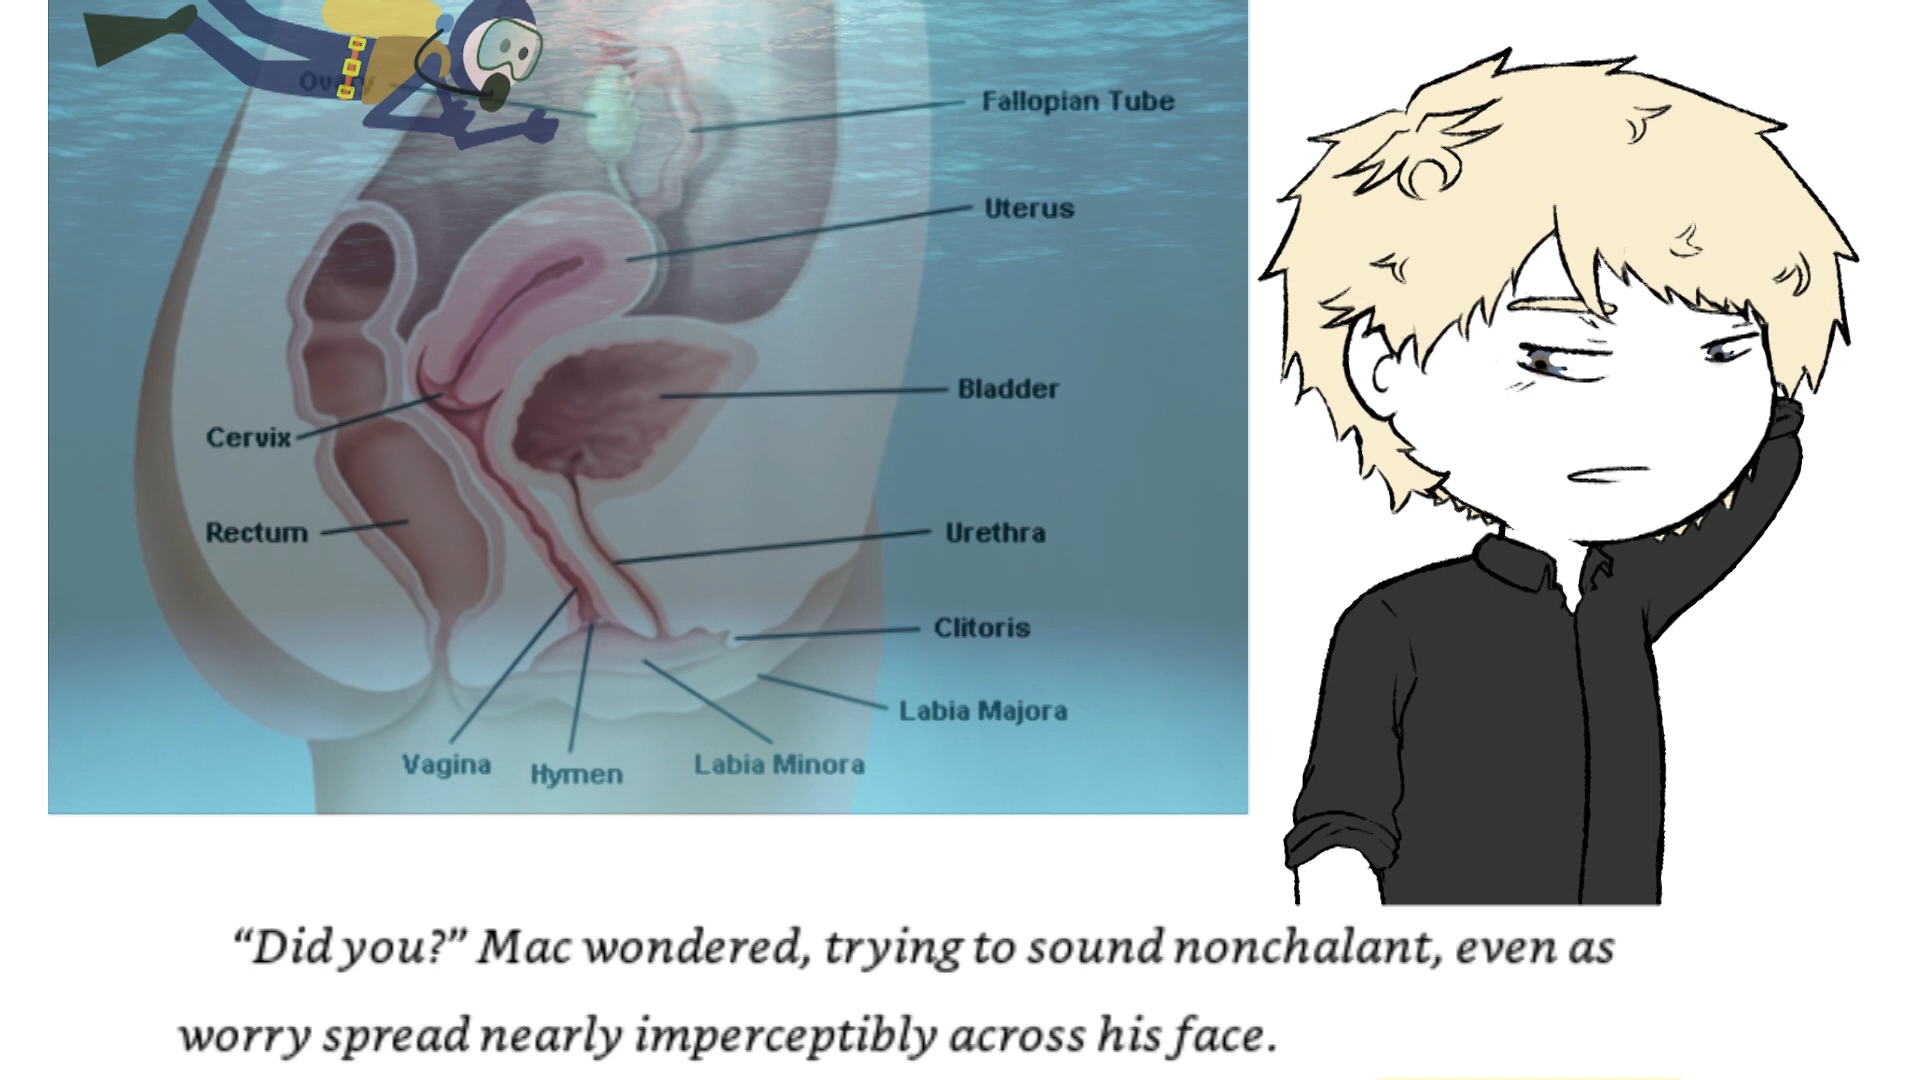 Ovary
Fallopian Tube
Uterus
Bladder
Cervix
Rectum
Urethra
Clitoris
Labia Majora
Vagina
Hymen
Labia Minora
“Did you?” Mac wondered, trying to sound nonchalant, even as
worry spread nearly imperceptibly across his face.